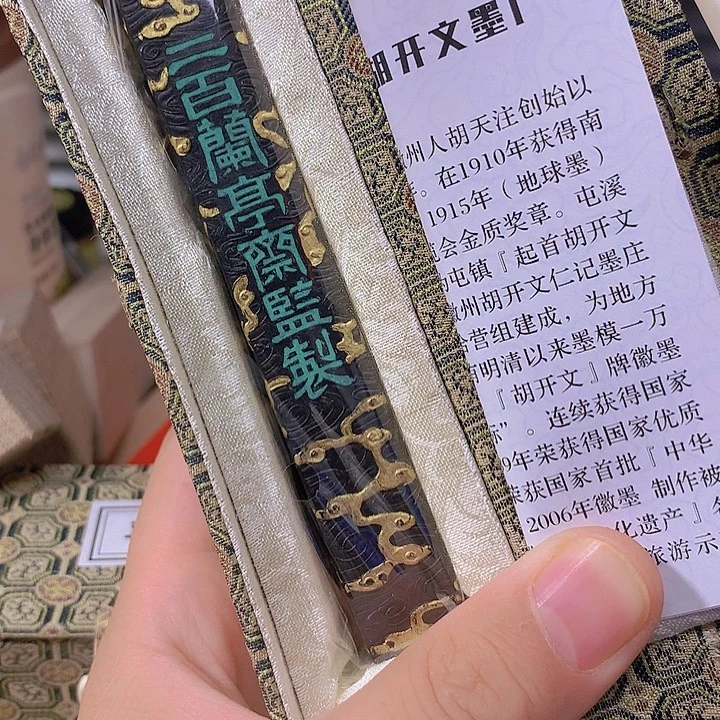 二百蘭亭齋監製
胡开文墨
州人胡天注创始以
。在1910年获得南
1915年（地球墨）
会金质奖章。屯溪
屯镇『起首胡开文
州胡开文仁记墨庄
营组建成，为地方
明清以来墨模一万
『胡开文』牌徽墨
”。连续获得国家
9年荣获得国家优质
荣获国家首批『中华
2006年徽墨 制作被
化遗产』
旅游示